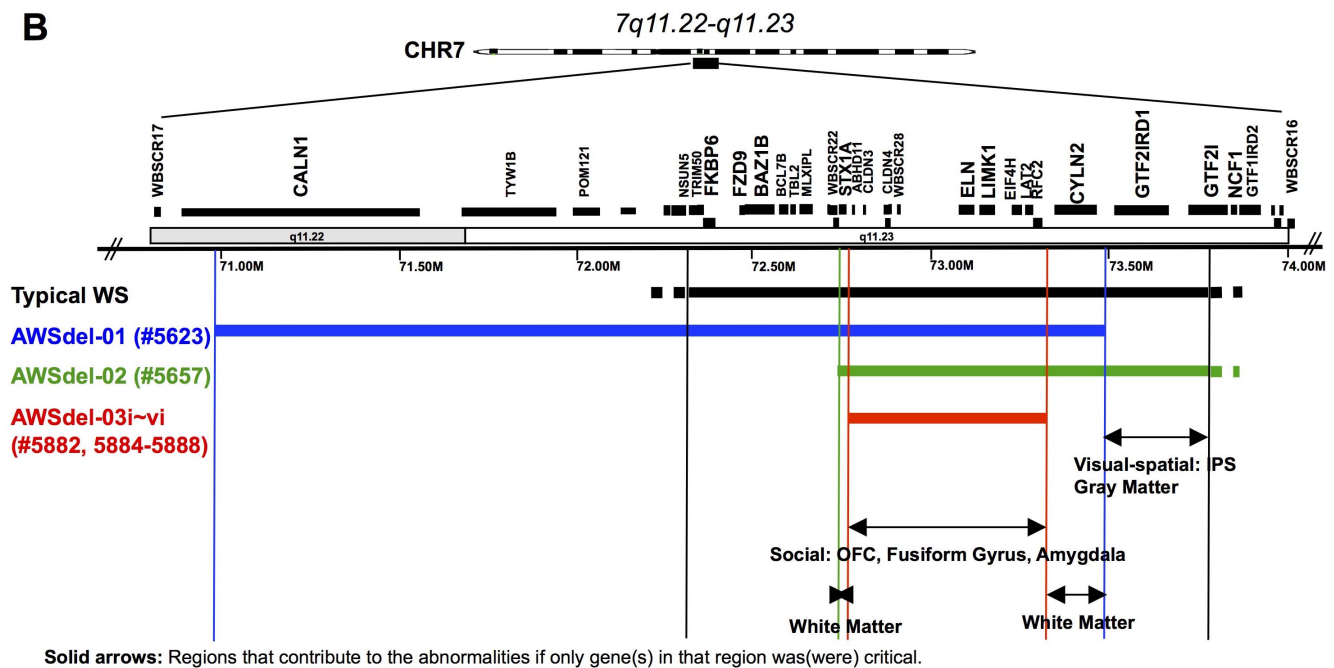 B
7q11.22-q11.23
CHR7
WBSCR17
CALN1
TYW1B
POM121
NSUN5
TRIM50
FKBP6
FZD9
BAZ1B
BCL7B
TBL2
MLXIPL
WBSCR22
STX1A
ABHD11
CLDN3
CLDN4
WBSCR28
ELN
LIMK1
EIF4H
LAT2
RFC2
CYLN2
GTF2IRD1
GTF2I
NCF1
GTF1IRD2
WBSCR16
q11.22
q11.23
71.00M
71.50M
72.00M
72.50M
73.00M
73.50M
74.00M
Typical WS
AWSdel-01 (#5623)
AWSdel-02 (#5657)
AWSdel-03i~vi
(#5882, 5884-5888)
Visual-spatial: IPS
Gray Matter
Social: OFC, Fusiform Gyrus, Amygdala
White Matter
White Matter
Solid arrows: Regions that contribute to the abnormalities if only gene(s) in that region was(were) critical.